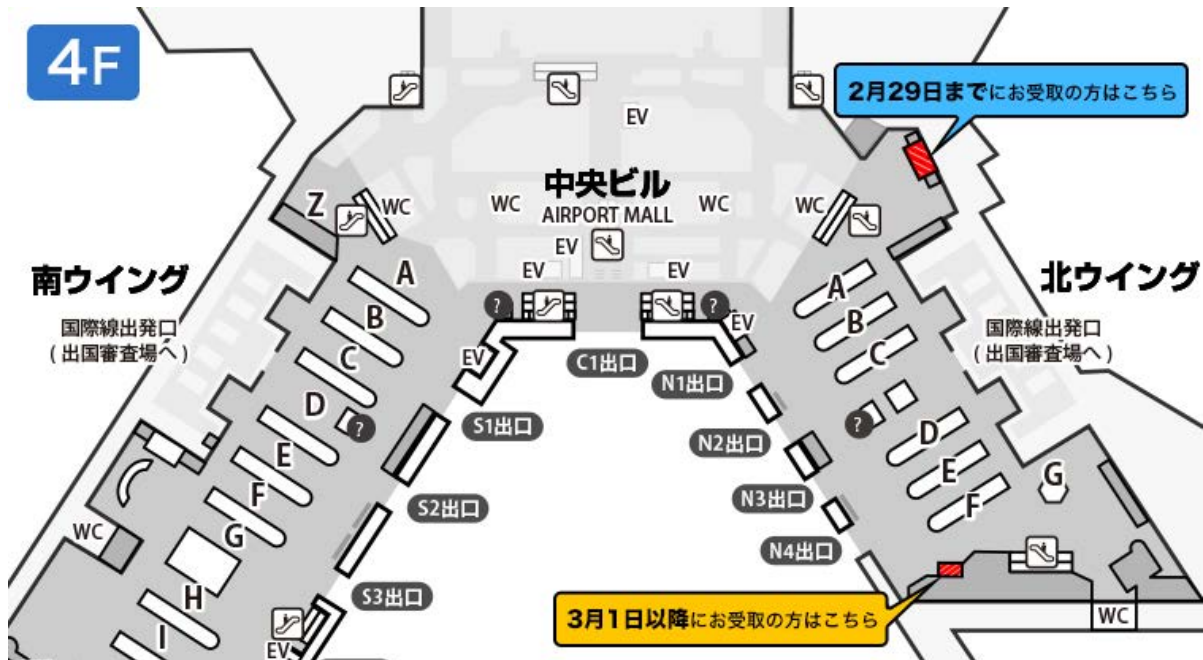 4F
2月29日までにお受取の方はこちら
EV
中央ビル
AIRPORT MALL
WC
WC
WC
WC
EV
EV
EV
Z
南ウイング
国際線出発口
(出国審査場へ)
北ウイング
国際線出発口
(出国審査場へ)
A
B
C
D
E
F
G
H
I
A
B
C
D
E
F
G
?
?
?
?
EV
EV
C1出口
N1出口
S1出口
N2出口
S2出口
N3出口
N4出口
S3出口
WC
EV
WC
3月1日以降にお受取の方はこちら